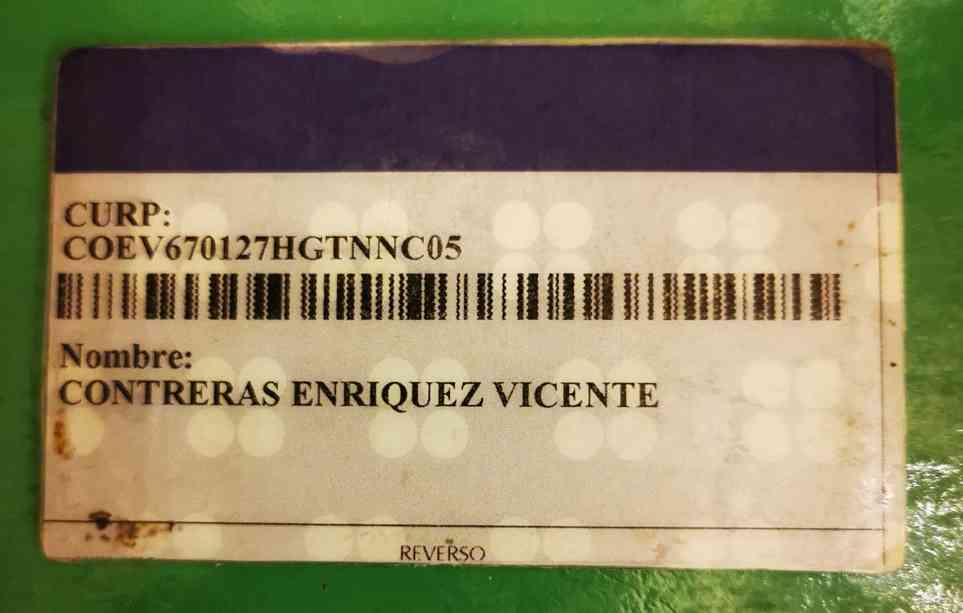 CURP:
COEV670127HGTNNC05
Nombre:
CONTRERAS ENRIQUEZ VICENTE
REVERSO